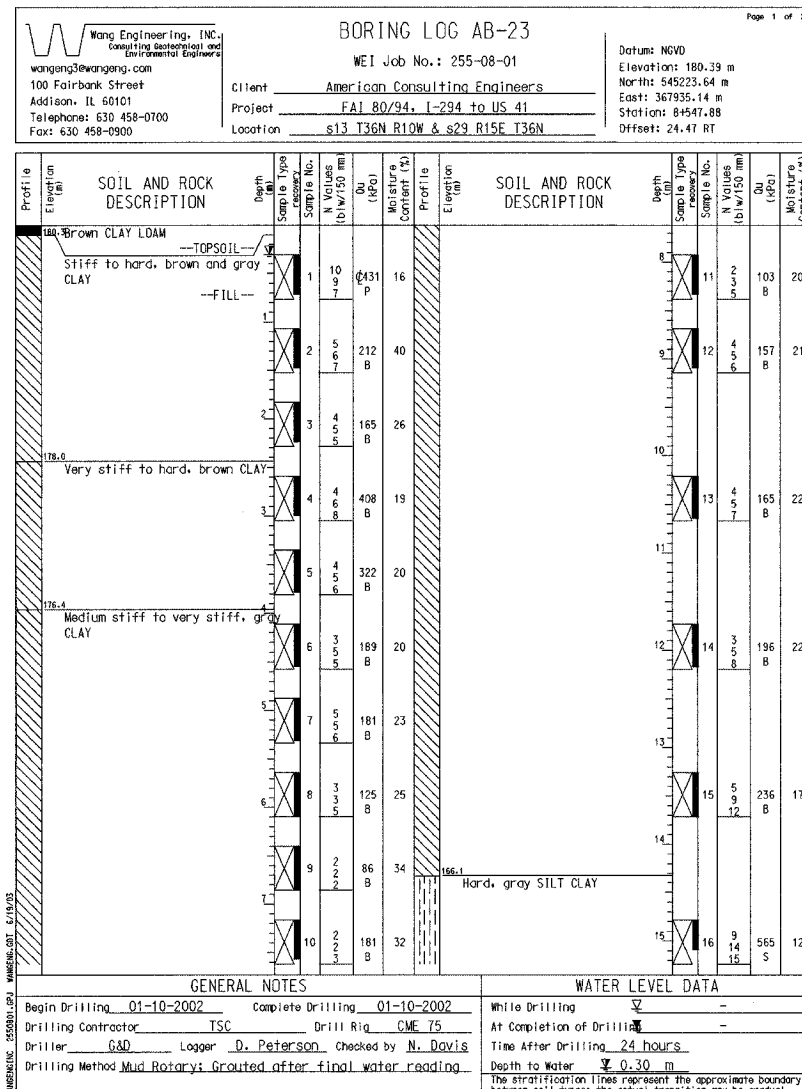 Page 1 of
Wang Engineering, INC.
Consulting Geotechnical and
Environmental Engineers
wangeng3@wangeng.com
100 Fairbank Street
Addison, IL 60101
Telephone: 630 458-0700
Fax: 630 458-0900
BORING LOG AB-23
WEI Job No.: 255-08-01
Client American Consulting Engineers
Project FAI 80/94, I-294 to US 41
Location s13 T36N R10W & s29 R15E T36N
Datum: NGVD
Elevation: 180.39 m
North: 545223.64 m
East: 367935.14 m
Station: 8+547.88
Offset: 24.47 RT
Profile Elevation (m) SOIL AND ROCK DESCRIPTION Depth (m) Sample Type recovery Sample No. N Values (blw/150 mm) Qu (kPa) Moisture Content (%)
180.3 Brown CLAY LOAM
--TOPSOIL--
Stiff to hard, brown and gray
CLAY
--FILL--
1 10 9 7 431 P 16
1
2 5 6 7 212 B 40
2
3 4 5 5 165 B 26
178.0
Very stiff to hard, brown CLAY
4 4 6 8 408 B 19
3
5 4 5 6 322 B 20
176.4
4
Medium stiff to very stiff, gray
CLAY
6 3 5 5 189 B 20
5
7 5 5 6 181 B 23
6
8 3 3 5 125 B 25
9 2 2 2 86 B 34
7
10 2 2 3 181 B 32
Profile Elevation (m) SOIL AND ROCK DESCRIPTION Depth (m) Sample Type recovery Sample No. N Values (blw/150 mm) Qu (kPa) Moisture
8
11 2 3 5 103 B 20
9
12 4 5 6 157 B 21
10
13 4 5 7 165 B 22
11
12
14 3 5 8 196 B 22
13
15 5 9 12 236 B 17
14
166.1
Hard, gray SILT CLAY
15
16 9 14 15 565 S 12
WANGENGINC 2550801.GPJ WANGENG.GDT 6/19/03
GENERAL NOTES
Begin Drilling 01-10-2002 Complete Drilling 01-10-2002
Drilling Contractor TSC Drill Rig CME 75
Driller G&D Logger D. Peterson Checked by N. Davis
Drilling Method Mud Rotary; Grouted after final water reading
WATER LEVEL DATA
While Drilling -
At Completion of Drilling -
Time After Drilling 24 hours
Depth to Water 0.30 m
The stratification lines represent the approximate boundary